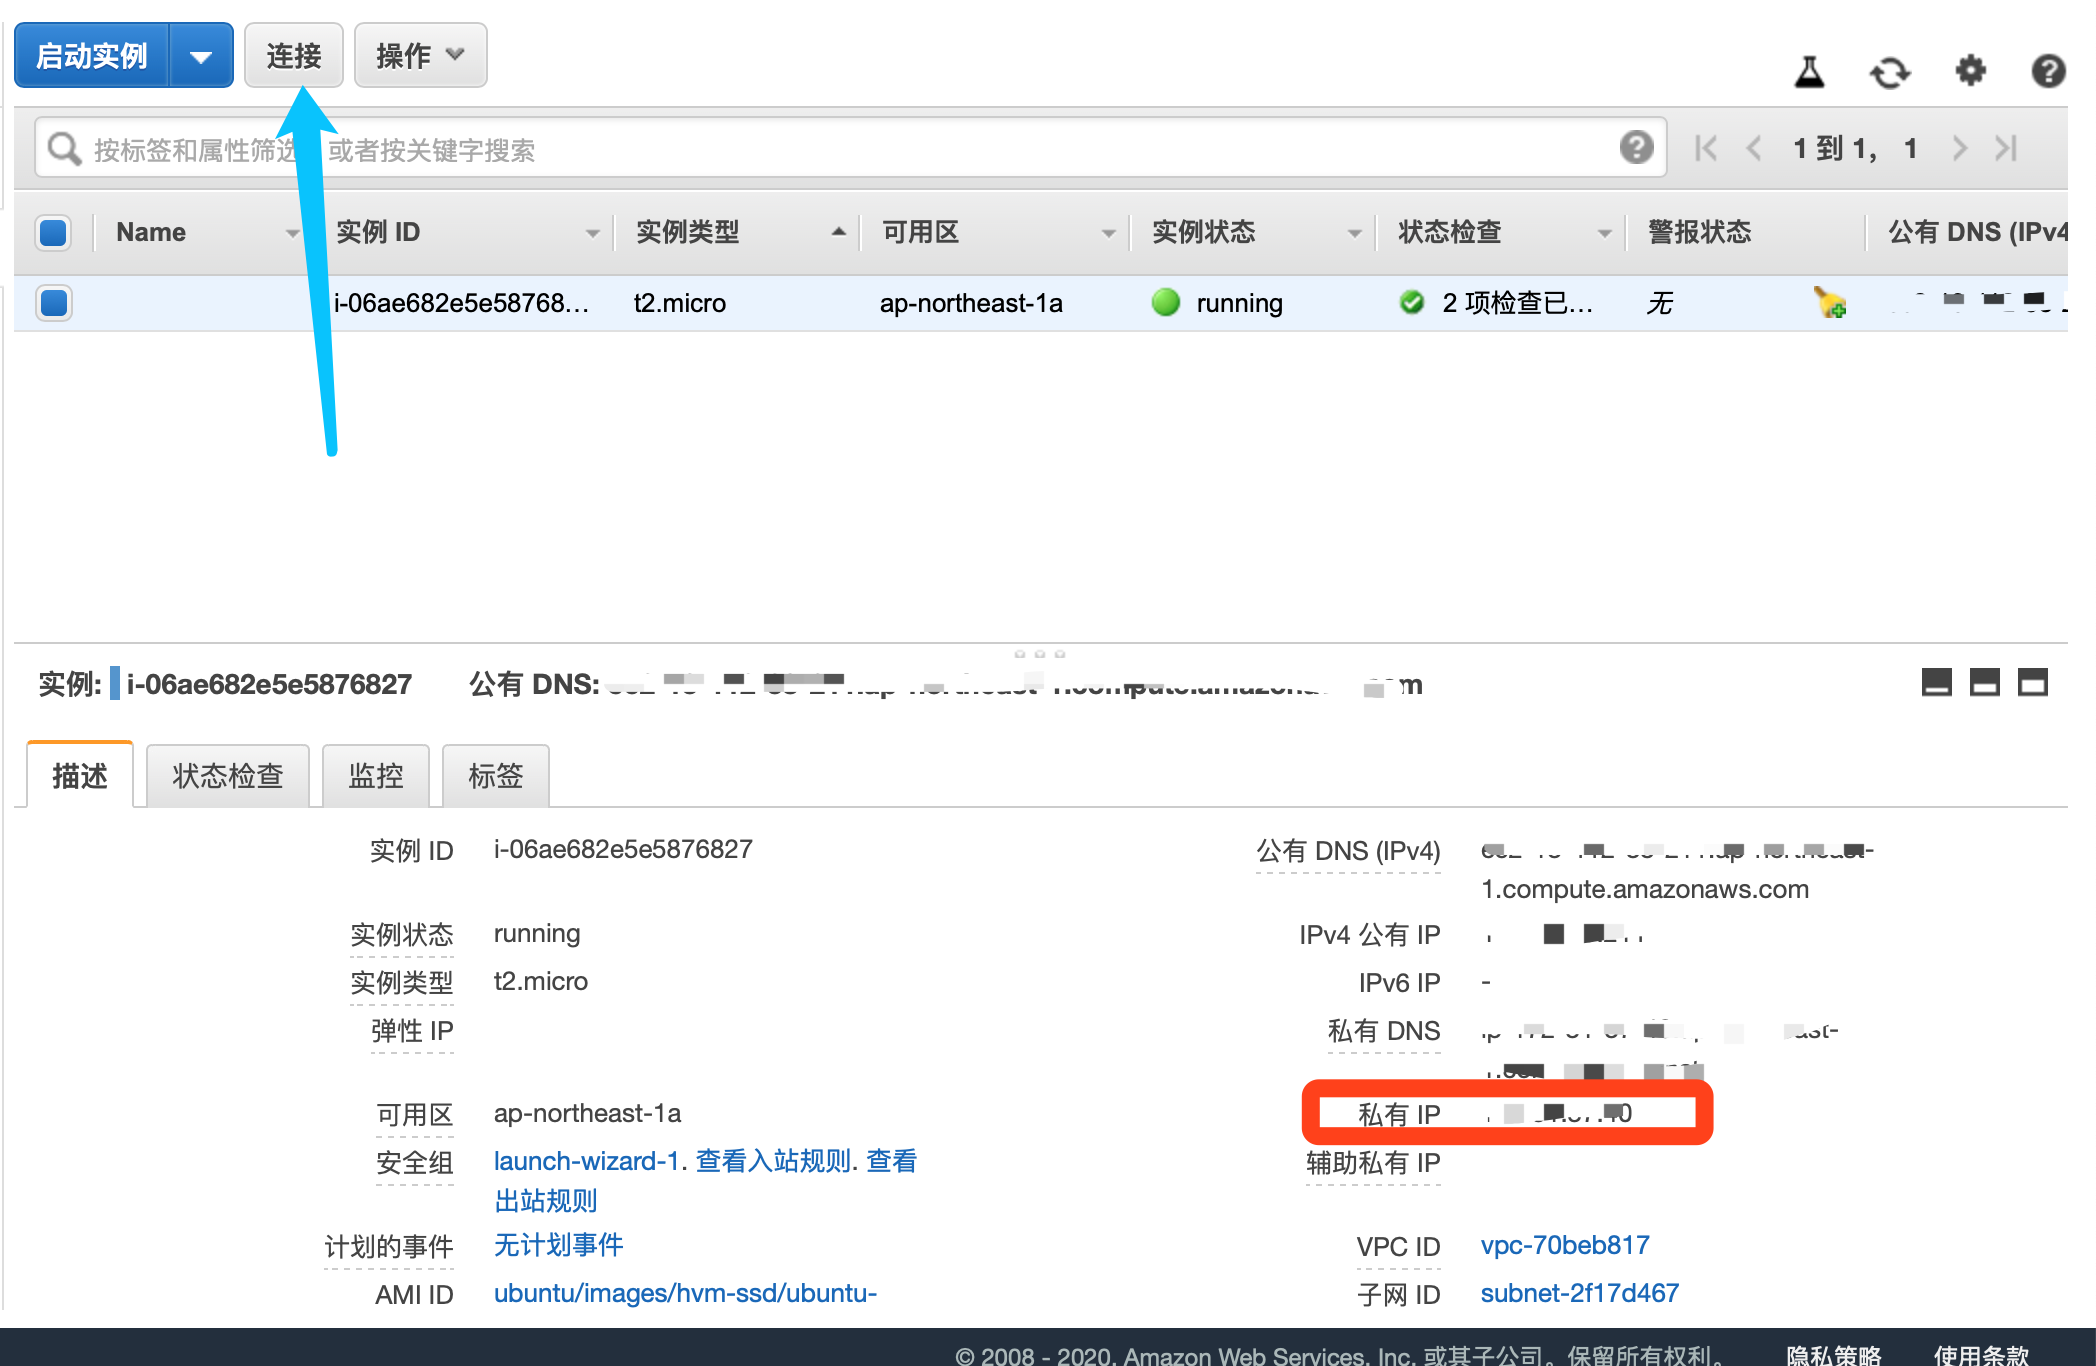 启动实例 连接 操作
按标签和属性筛选 或者按关键字搜索 1 到 1， 1
Name 实例 ID 实例类型 可用区 实例状态 状态检查 警报状态 公有 DNS (IPv4
i-06ae682e5e58768... t2.micro ap-northeast-1a running 2 项检查已... 无
实例: i-06ae682e5e5876827 公有 DNS:
描述 状态检查 监控 标签
实例 ID i-06ae682e5e5876827 公有 DNS (IPv4)
1.compute.amazonaws.com
实例状态 running IPv4 公有 IP
实例类型 t2.micro IPv6 IP -
弹性 IP 私有 DNS
可用区 ap-northeast-1a 私有 IP
安全组 launch-wizard-1. 查看入站规则. 查看 辅助私有 IP
出站规则
计划的事件 无计划事件 VPC ID vpc-70beb817
AMI ID ubuntu/images/hvm-ssd/ubuntu- 子网 ID subnet-2f17d467
© 2008 - 2020, Amazon Web Services, Inc. 或其子公司。保留所有权利。 隐私策略 使用条款